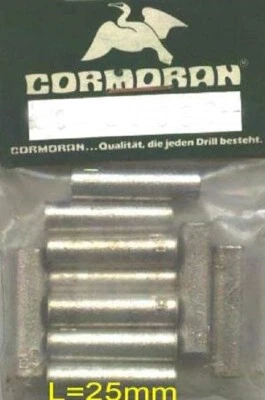 CORMORAN®
CORMORAN...Qualität, die jeden Drill besteht.
L=25mm